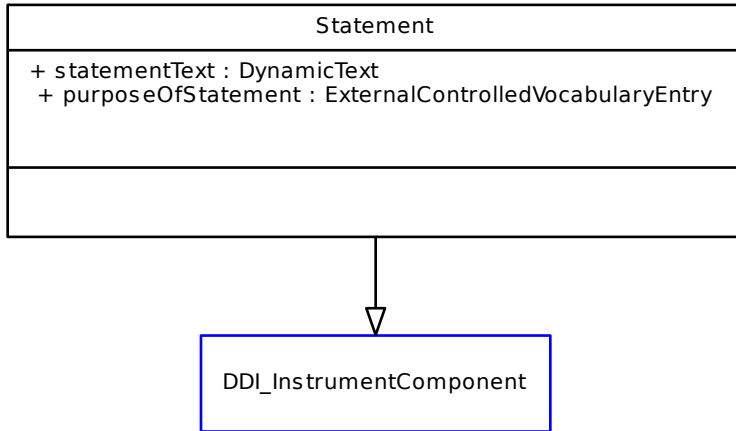 Statement
+ statementText : DynamicText
+ purposeOfStatement : ExternalControlledVocabularyEntry
DDI_InstrumentComponent